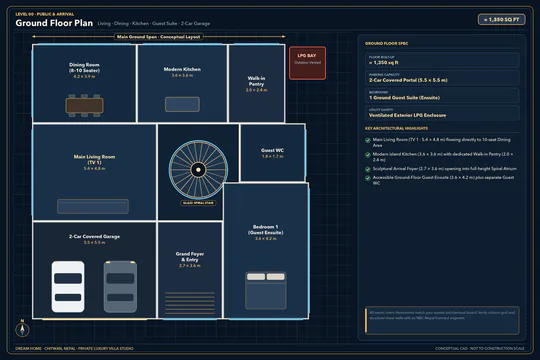 LEVEL 00 · PUBLIC & ARRIVAL
Ground Floor Plan
Living · Dining · Kitchen · Guest Suite · 2-Car Garage
≈ 1,350 SQ FT
Main Ground Span · Conceptual Layout
Dining Room
(8-10 Seater)
4.2 × 3.9 m
Modern Kitchen
3.6 × 3.6 m
Walk-in
Pantry
2.0 × 2.4 m
LPG BAY
Outdoor Vented
Main Living Room
(TV 1)
5.4 × 4.8 m
GLASS SPIRAL STAIR
Guest WC
1.8 × 1.2 m
Bedroom 1
(Guest Ensuite)
3.6 × 4.2 m
2-Car Covered Garage
5.5 × 5.5 m
Grand Foyer
& Entry
2.7 × 3.6 m
N
GROUND FLOOR SPEC
FLOOR BUILT-UP
≈ 1,350 sq ft
PARKING CAPACITY
2-Car Covered Portal (5.5 × 5.5 m)
BEDROOMS
1 Ground Guest Suite (Ensuite)
UTILITY SAFETY
Ventilated Exterior LPG Enclosure
KEY ARCHITECTURAL HIGHLIGHTS
Main Living Room (TV 1 · 5.4 × 4.8 m) flowing directly to 10-seat Dining
Area
Modern Island Kitchen (3.6 × 3.6 m) with dedicated Walk-in Pantry (2.0 ×
2.4 m)
Sculptural Arrival Foyer (2.7 × 3.6 m) opening into full-height Spiral Atrium
Accessible Ground-Floor Guest Ensuite (3.6 × 4.2 m) plus separate Guest
WC
DREAM HOME · CHITWAN, NEPAL · PRIVATE LUXURY VILLA STUDIO
CONCEPTUAL CAD · NOT TO CONSTRUCTION SCALE